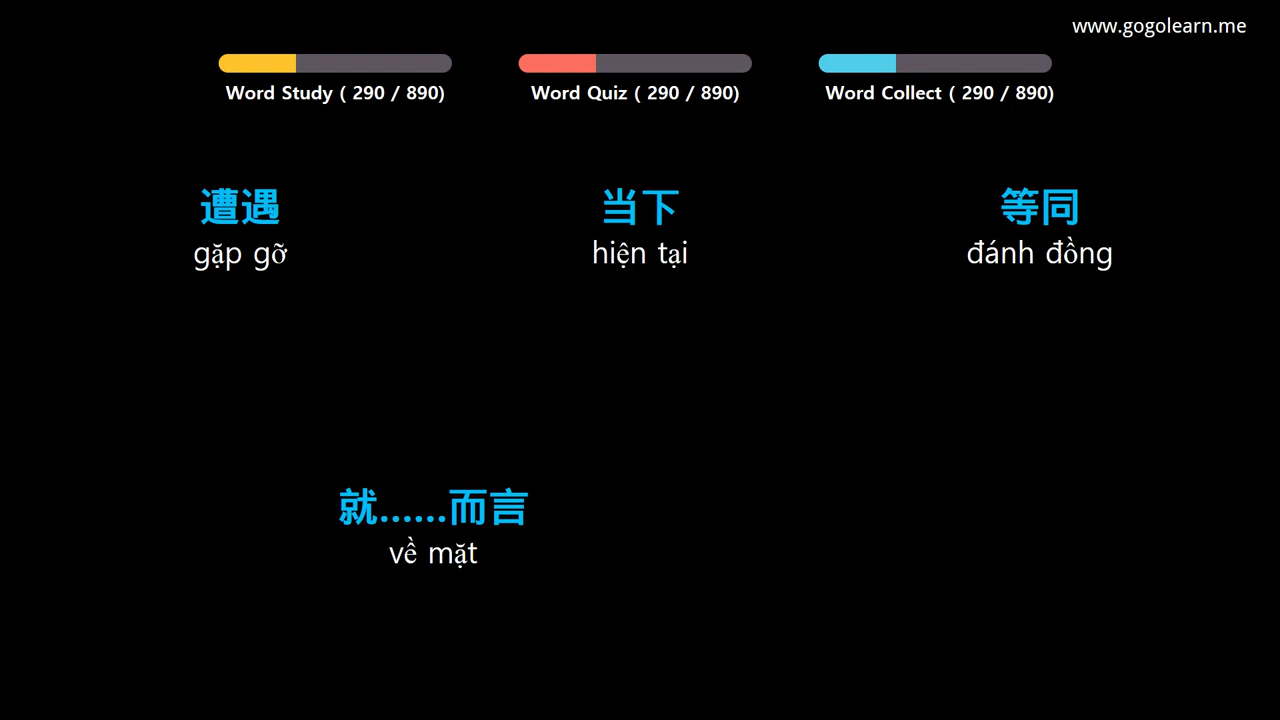 www.gogolearn.me
Word Study ( 290 / 890)
Word Quiz ( 290 / 890)
Word Collect ( 290 / 890)
遭遇
gặp gỡ
当下
hiện tại
等同
đánh đồng
就......而言
về mặt